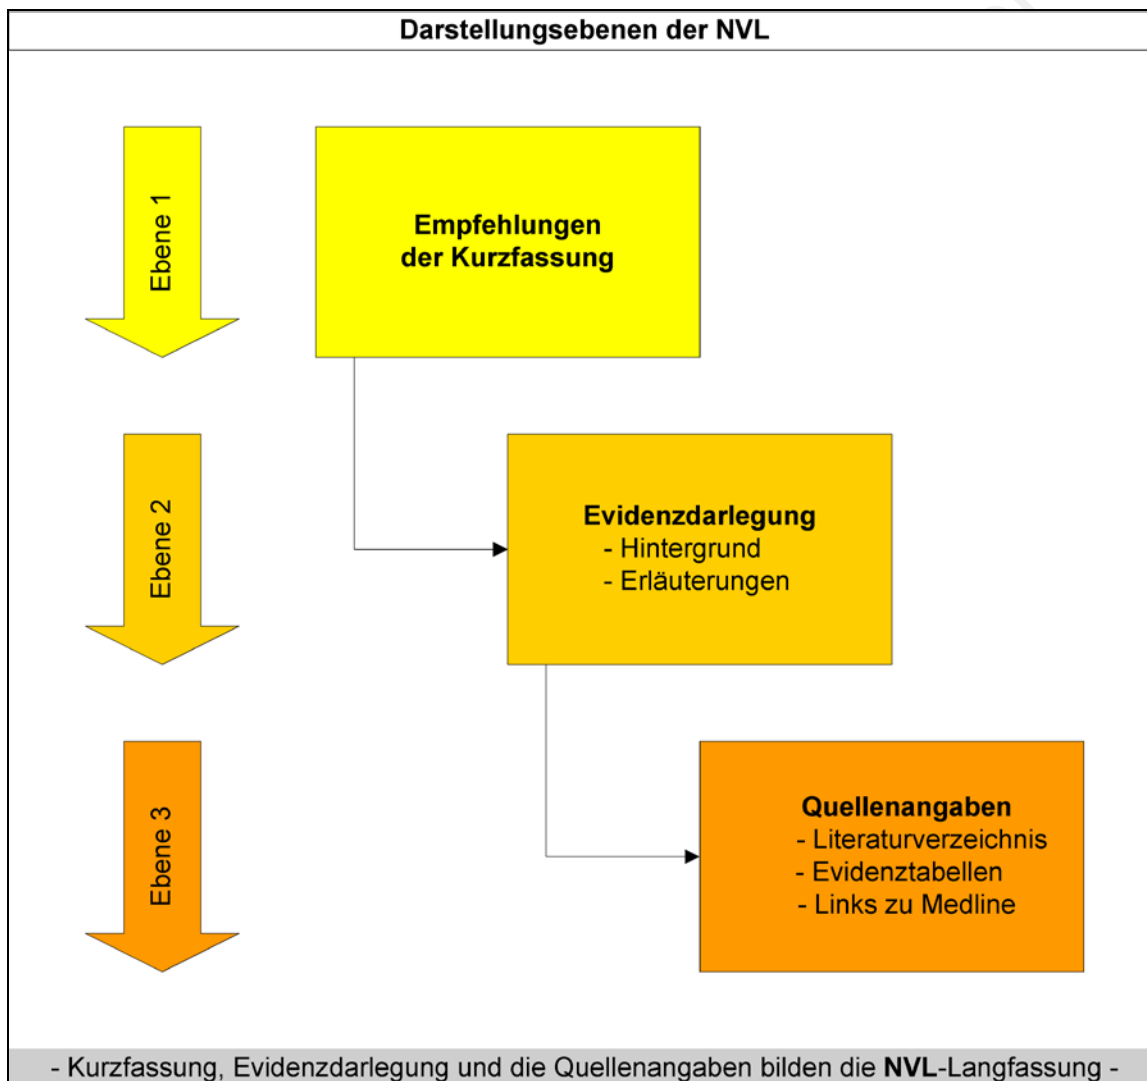 Darstellungsebenen der NVL
Ebene 1
Empfehlungen
der Kurzfassung
Ebene 2
Evidenzdarlegung
- Hintergrund
- Erläuterungen
Ebene 3
Quellenangaben
- Literaturverzeichnis
- Evidenztabellen
- Links zu Medline
- Kurzfassung, Evidenzdarlegung und die Quellenangaben bilden die NVL-Langfassung -